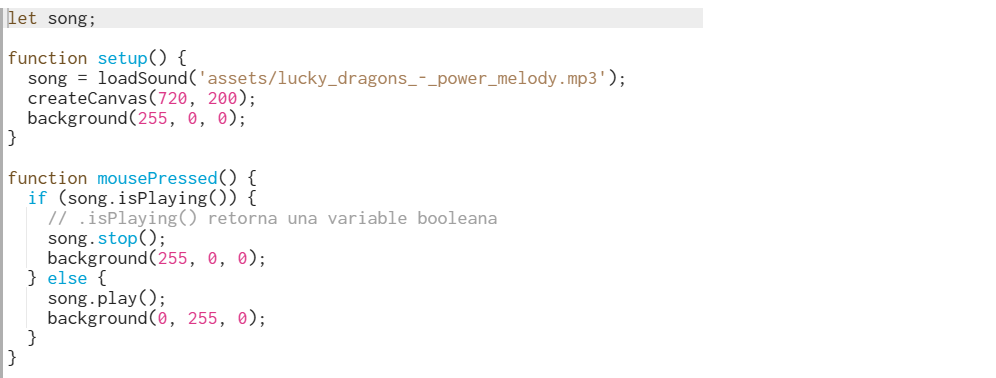 let song;
function setup() {
  song = loadSound('assets/lucky_dragons_-_power_melody.mp3');
  createCanvas(720, 200);
  background(255, 0, 0);
}
function mousePressed() {
  if (song.isPlaying()) {
    // .isPlaying() retorna una variable booleana
    song.stop();
    background(255, 0, 0);
  } else {
    song.play();
    background(0, 255, 0);
  }
}